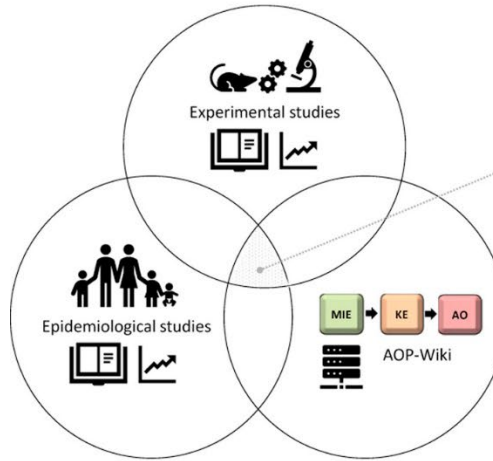 Experimental studies
Epidemiological studies
MIE KE AO
AOP-Wiki